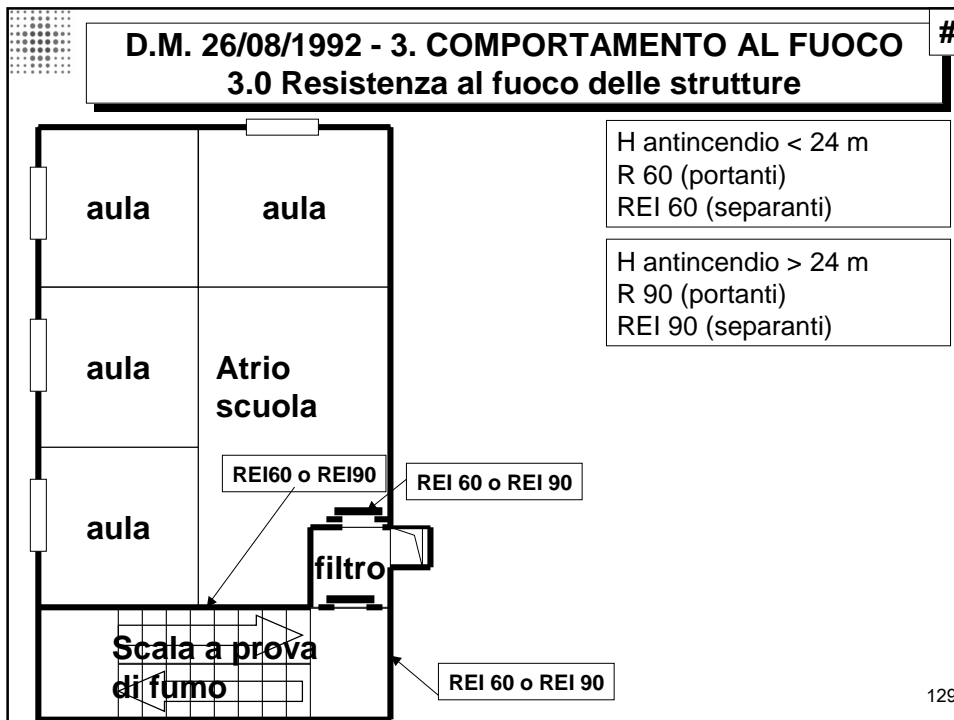 #
D.M. 26/08/1992 - 3. COMPORTAMENTO AL FUOCO
3.0 Resistenza al fuoco delle strutture
H antincendio < 24 m
R 60 (portanti)
REI 60 (separanti)
H antincendio > 24 m
R 90 (portanti)
REI 90 (separanti)
aula
aula
aula
Atrio
scuola
REI60 o REI90
REI 60 o REI 90
aula
filtro
Scala a prova
di fumo
REI 60 o REI 90
129